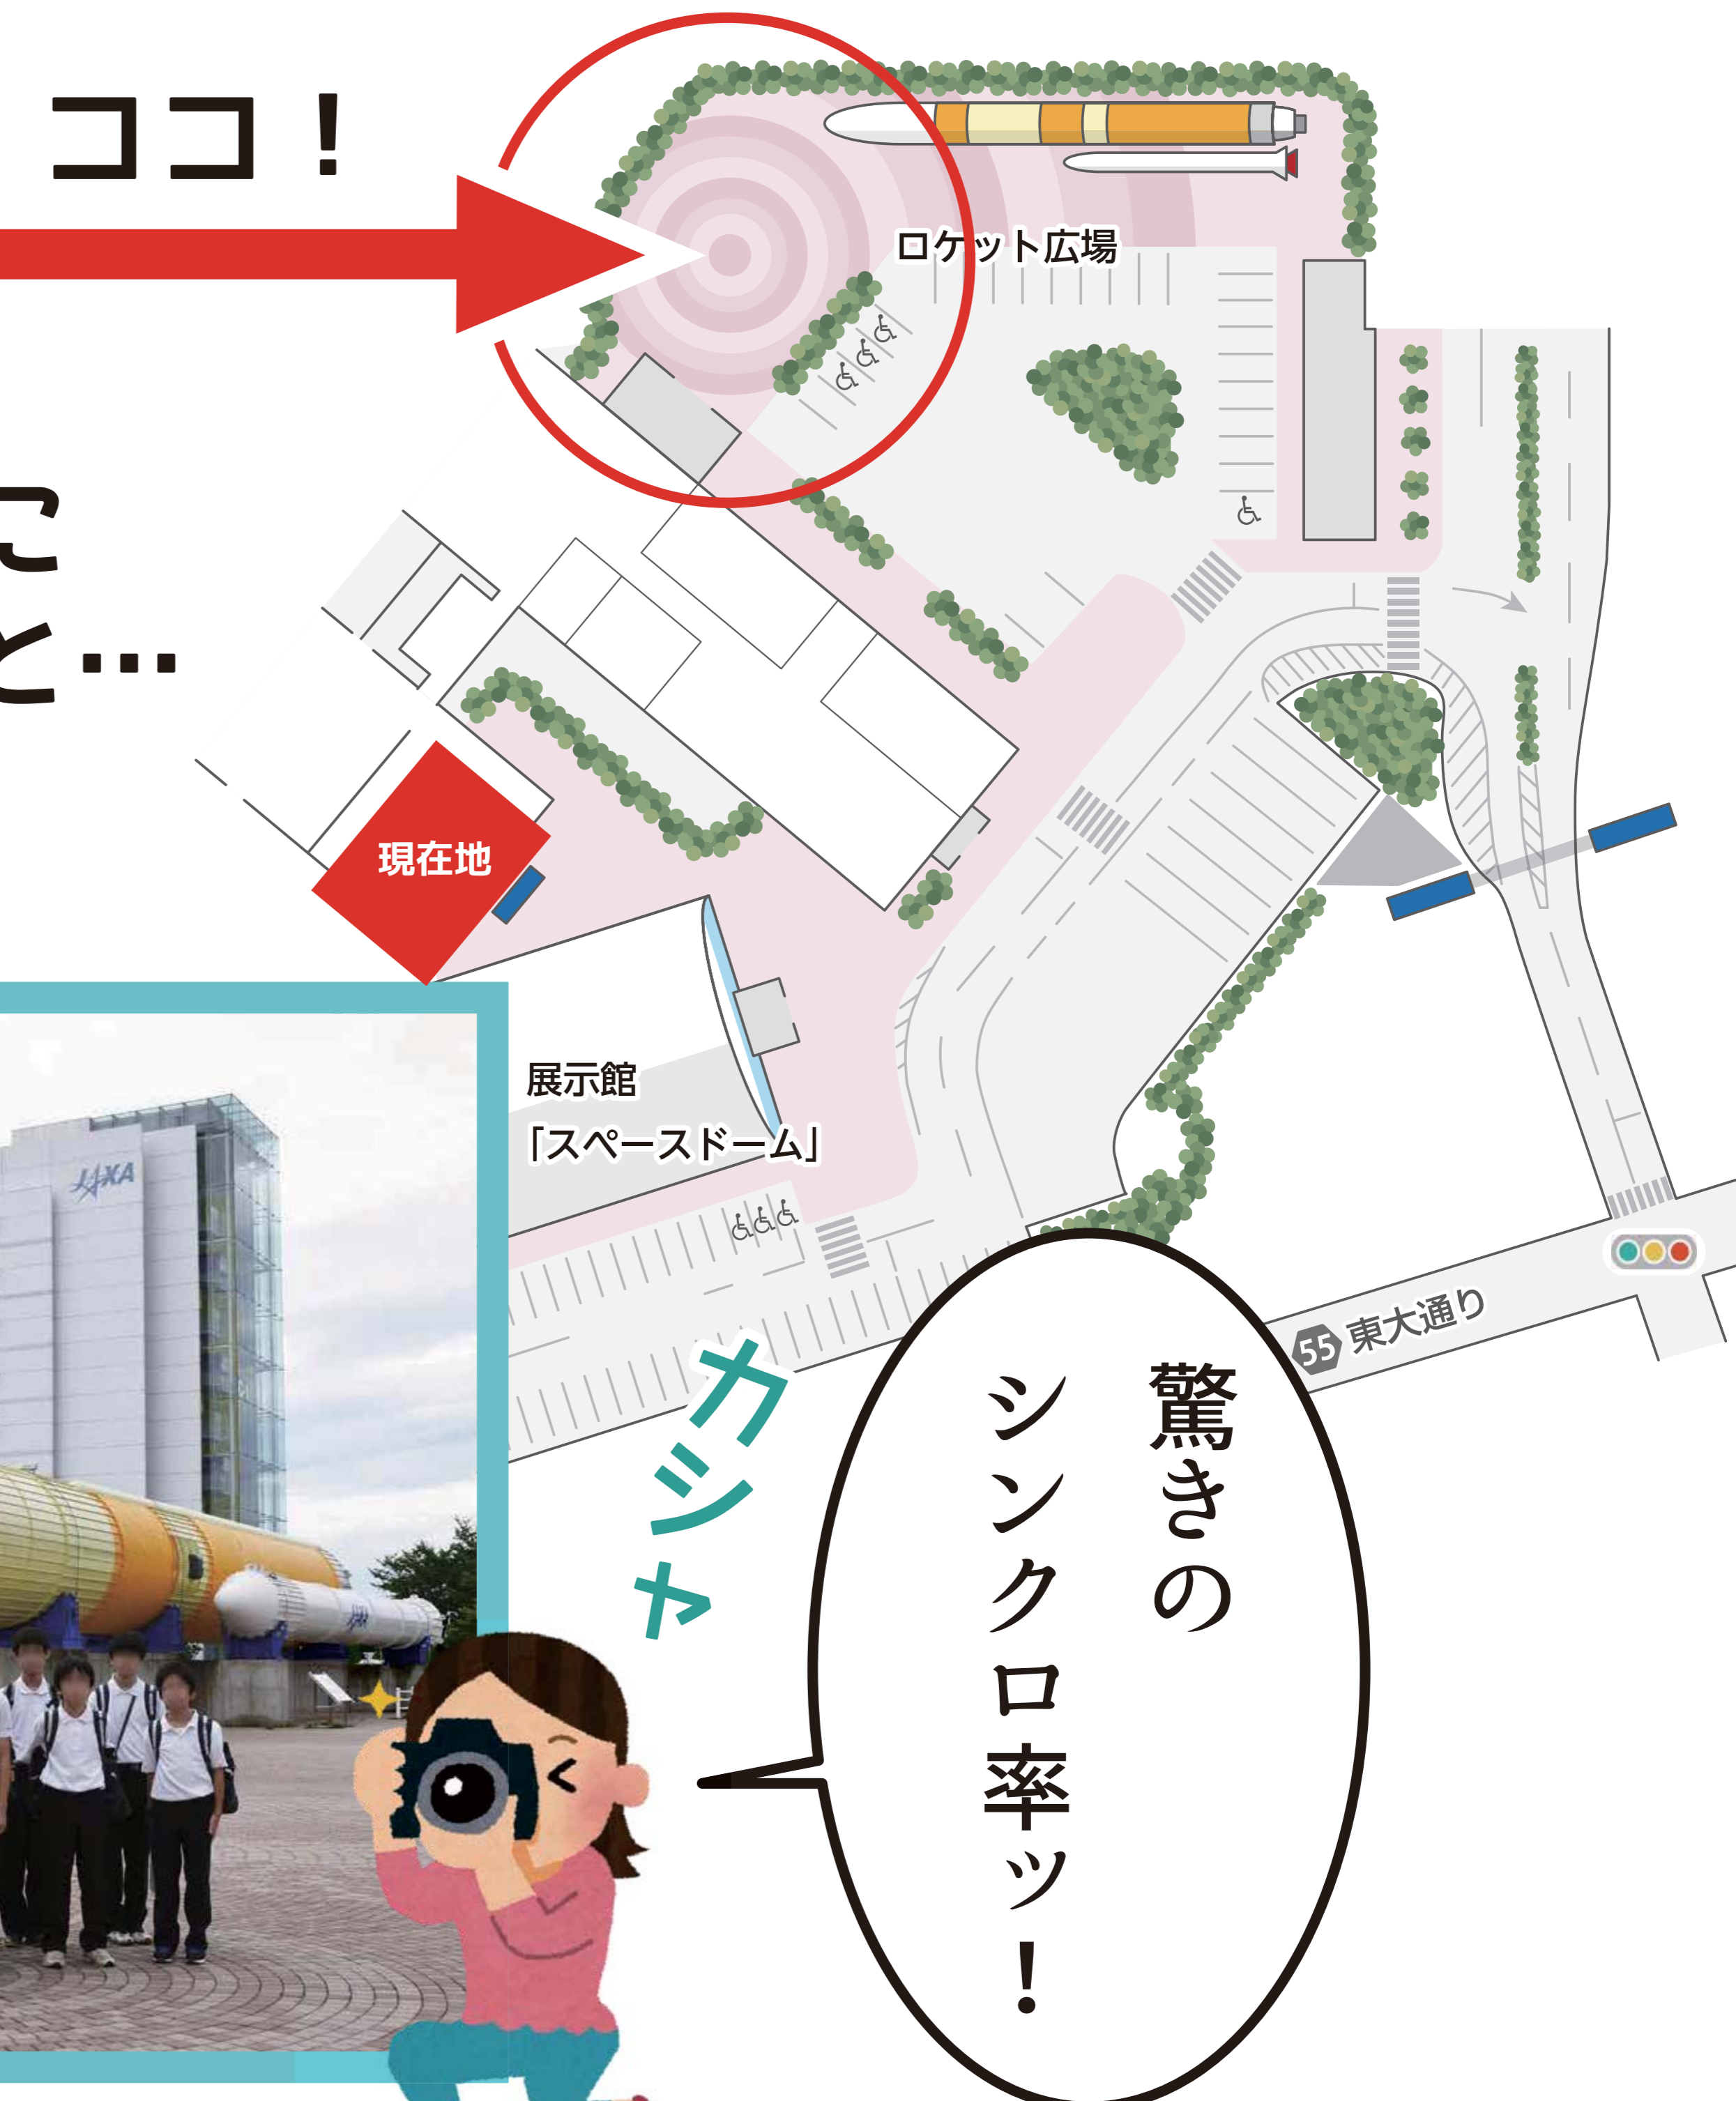 ココ！
ロケット広場
と…
現在地
展示館
「スペースドーム」
JAXA
55 東大通り
カシャ
驚きの
シンクロ率ッ！